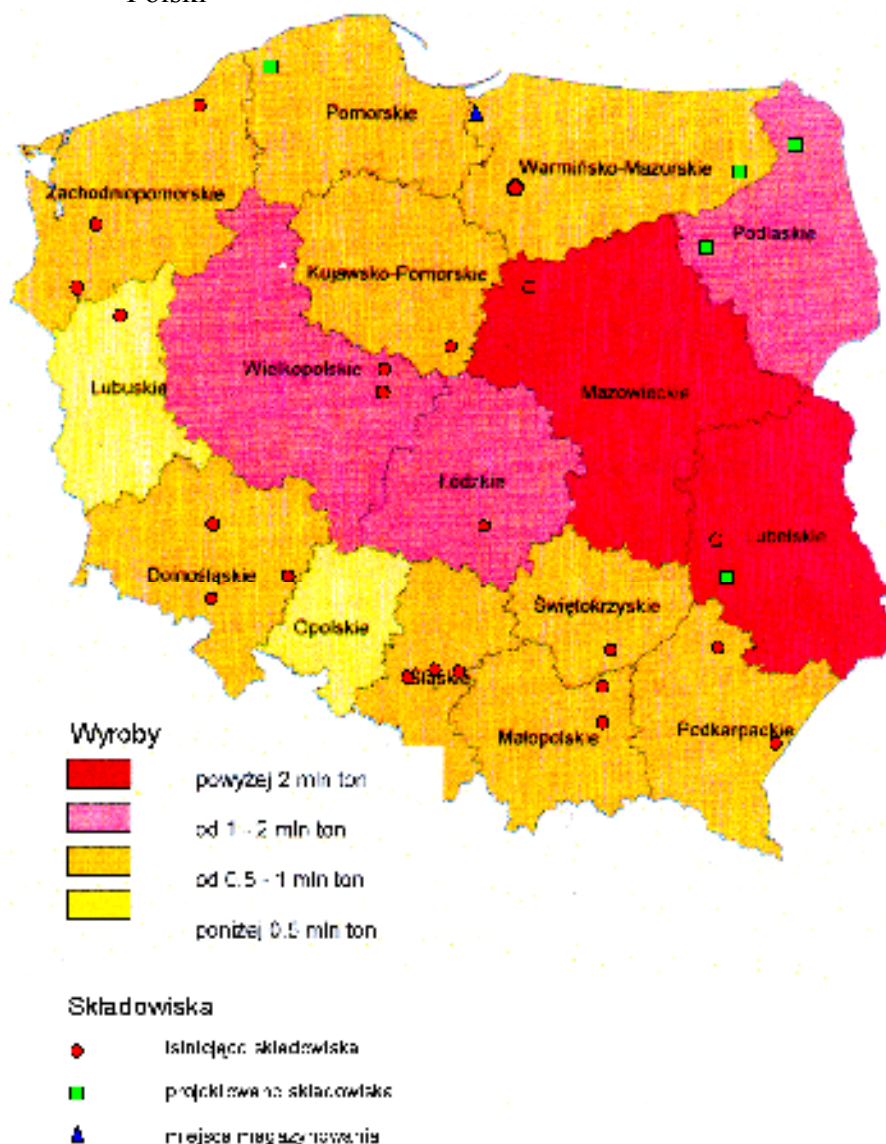 Polski
Pomorskie
Warmińsko-Mazurskie
Zachodniopomorskie
Podlaskie
Kujawsko-Pomorskie
Wielkopolskie
Lubuskie
Mazowieckie
Łódzkie
Lubelskie
Dolnośląskie
Opolskie
Świętokrzyskie
Śląskie
Małopolskie
Podkarpackie
Wyroby
powyżej 2 mln ton
od 1 - 2 mln ton
od 0.5 - 1 mln ton
poniżej 0.5 mln ton
Składowiska
istniejące składowiska
projektowane składowiska
miejsca magazynowania